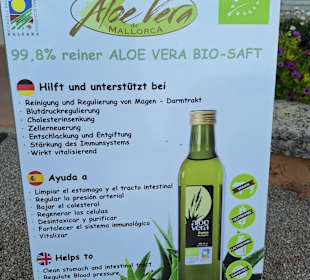 Aloe Vera
de
MALLORCA
BALEARS
99,8% reiner ALOE VERA BIO-SAFT
Hilft und unterstützt bei
· Reinigung und Regulierung von Magen - Darmtrakt
· Blutdruckregulierung
· Cholesterinsenkung
· Zellerneuerung
· Entschlackung und Entgiftung
· Stärkung des Immunsystems
· Wirkt vitalisierend
Ayuda a
· Limpiar el estomago y el tracto intestinal
· Regular la presión arterial
· Bajar el colesterol
· Regenerar las celulas
· Desintoxicar y purificar
· Fortalecer el sistema inmunológico
· Vitalizar
aloe
vera
Helps to
· Clean stomach and intestinal tract
· Regulate Blood pressure